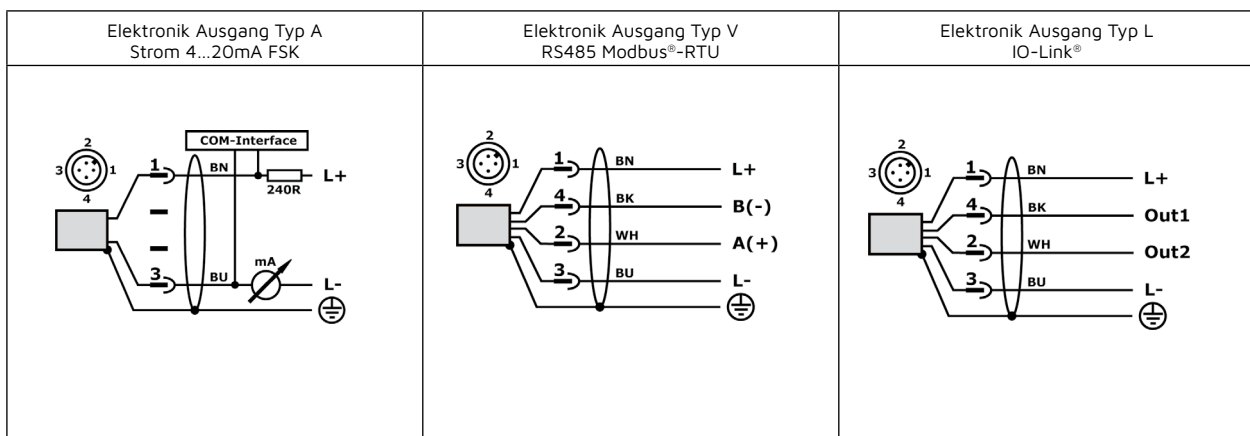 Elektronik Ausgang Typ A
Strom 4...20mA FSK
Elektronik Ausgang Typ V
RS485 Modbus®-RTU
Elektronik Ausgang Typ L
IO-Link®
COM-Interface
2
3 1
4
1 BN
240R
L+
mA
3 BU
L-
2
3 1
4
1 BN L+
4 BK B(-)
2 WH A(+)
3 BU L-
2
3 1
4
1 BN L+
4 BK Out1
2 WH Out2
3 BU L-